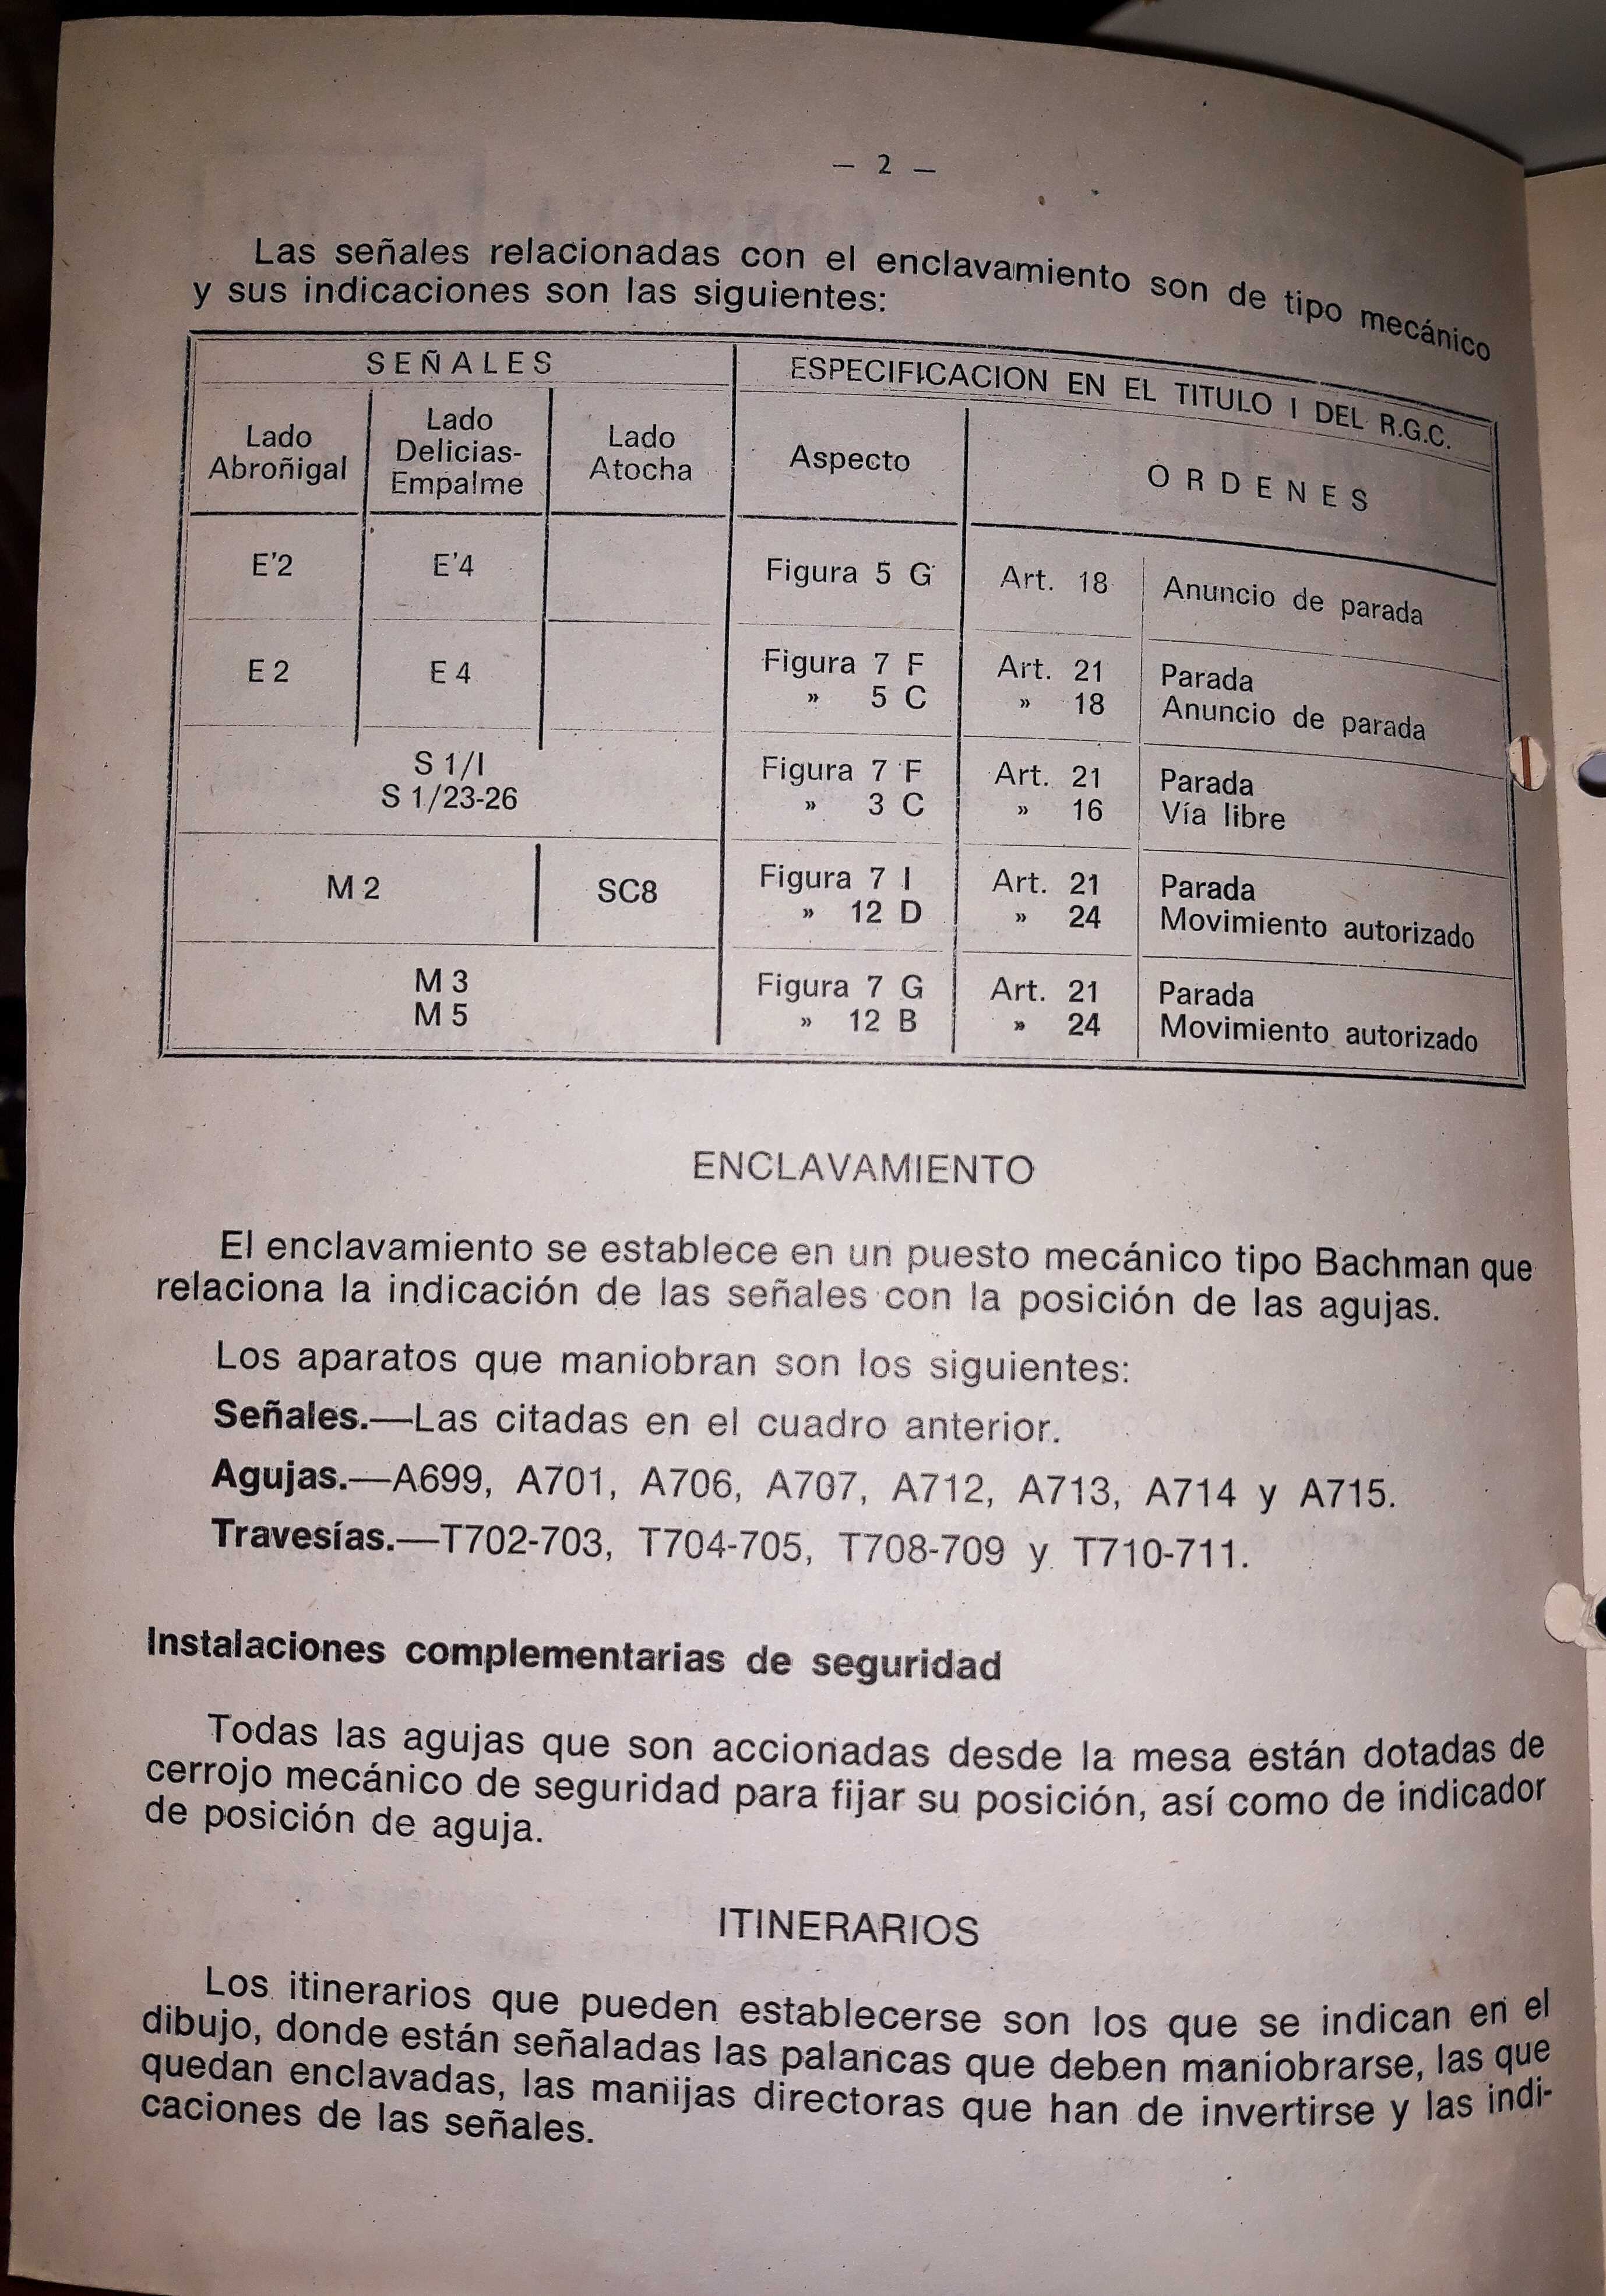 — 2 —
Las señales relacionadas con el enclavamiento son de tipo mecánico
y sus indicaciones son las siguientes:
SEÑALES
ESPECIFICACION EN EL TITULO I DEL R.G.C.
Lado
Abroñigal
Lado
Delicias-
Empalme
Lado
Atocha
Aspecto
ORDENES
E'2
E'4
Figura 5 G
Art. 18
Anuncio de parada
E 2
E 4
Figura 7 F
» 5 C
Art. 21
» 18
Parada
Anuncio de parada
S 1/I
S 1/23-26
Figura 7 F
» 3 C
Art. 21
» 16
Parada
Vía libre
M 2
SC8
Figura 7 I
» 12 D
Art. 21
» 24
Parada
Movimiento autorizado
M 3
M 5
Figura 7 G
» 12 B
Art. 21
» 24
Parada
Movimiento autorizado
ENCLAVAMIENTO
El enclavamiento se establece en un puesto mecánico tipo Bachman que
relaciona la indicación de las señales con la posición de las agujas.
Los aparatos que maniobran son los siguientes:
Señales.—Las citadas en el cuadro anterior.
Agujas.—A699, A701, A706, A707, A712, A713, A714 y A715.
Travesías.—T702-703, T704-705, T708-709 y T710-711.
Instalaciones complementarias de seguridad
Todas las agujas que son accionadas desde la mesa están dotadas de
cerrojo mecánico de seguridad para fijar su posición, así como de indicador
de posición de aguja.
ITINERARIOS
Los itinerarios que pueden establecerse son los que se indican en el
dibujo, donde están señaladas las palancas que deben maniobrarse, las que
quedan enclavadas, las manijas directoras que han de invertirse y las indi-
caciones de las señales.